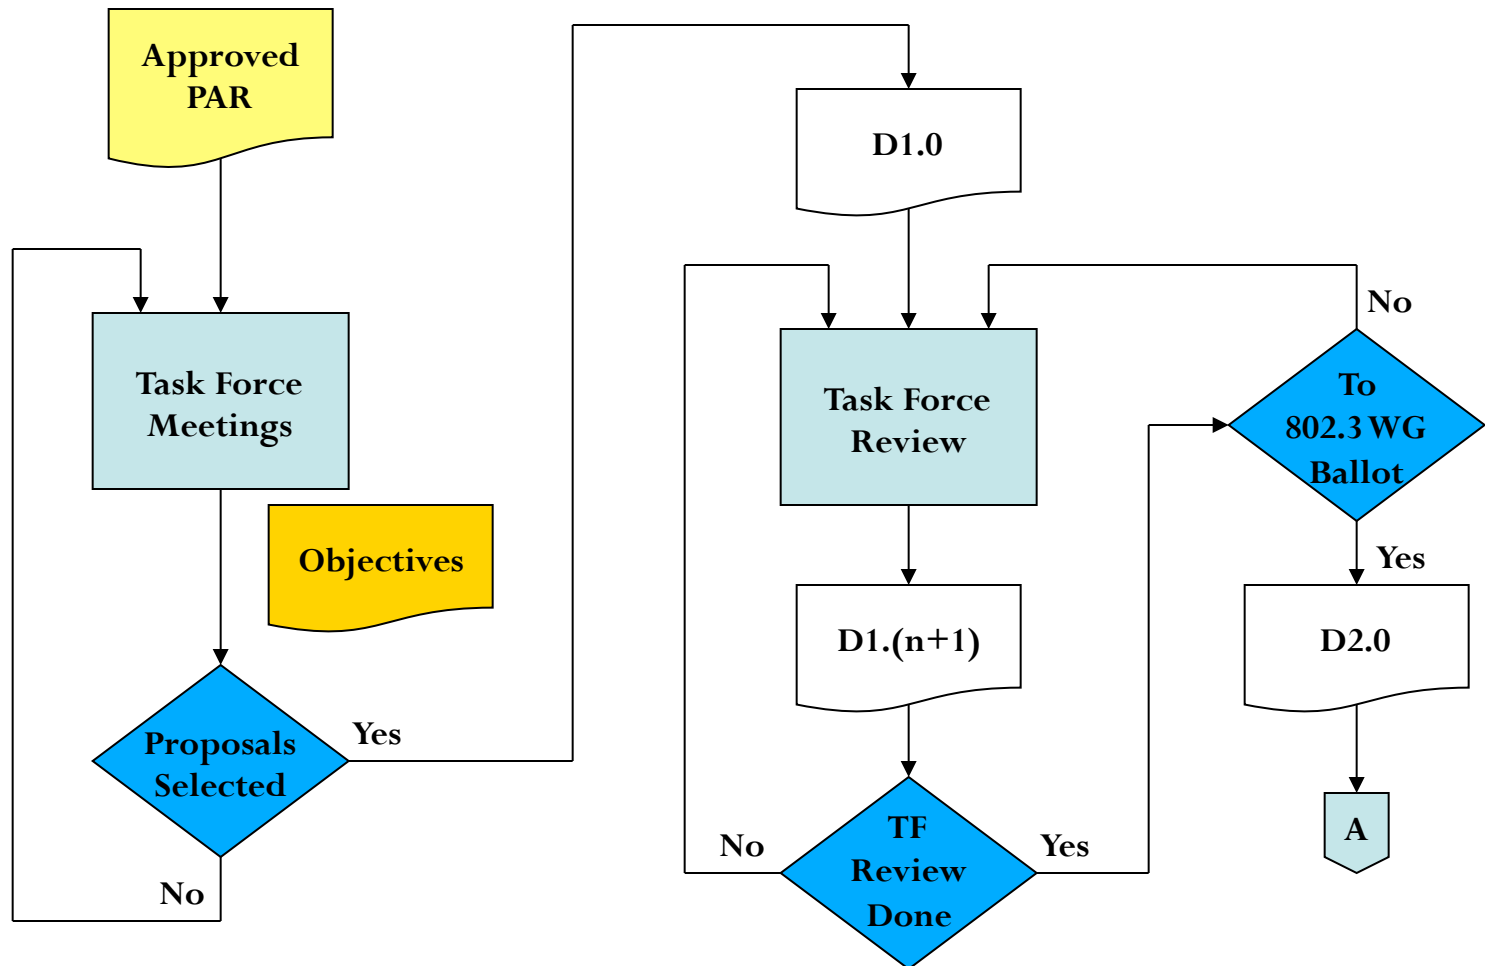 Approved
PAR
Task Force
Meetings
Objectives
Proposals
Selected
Yes
No
D1.0
Task Force
Review
D1.(n+1)
TF
Review
Done
No
Yes
To
802.3 WG
Ballot
No
Yes
D2.0
A